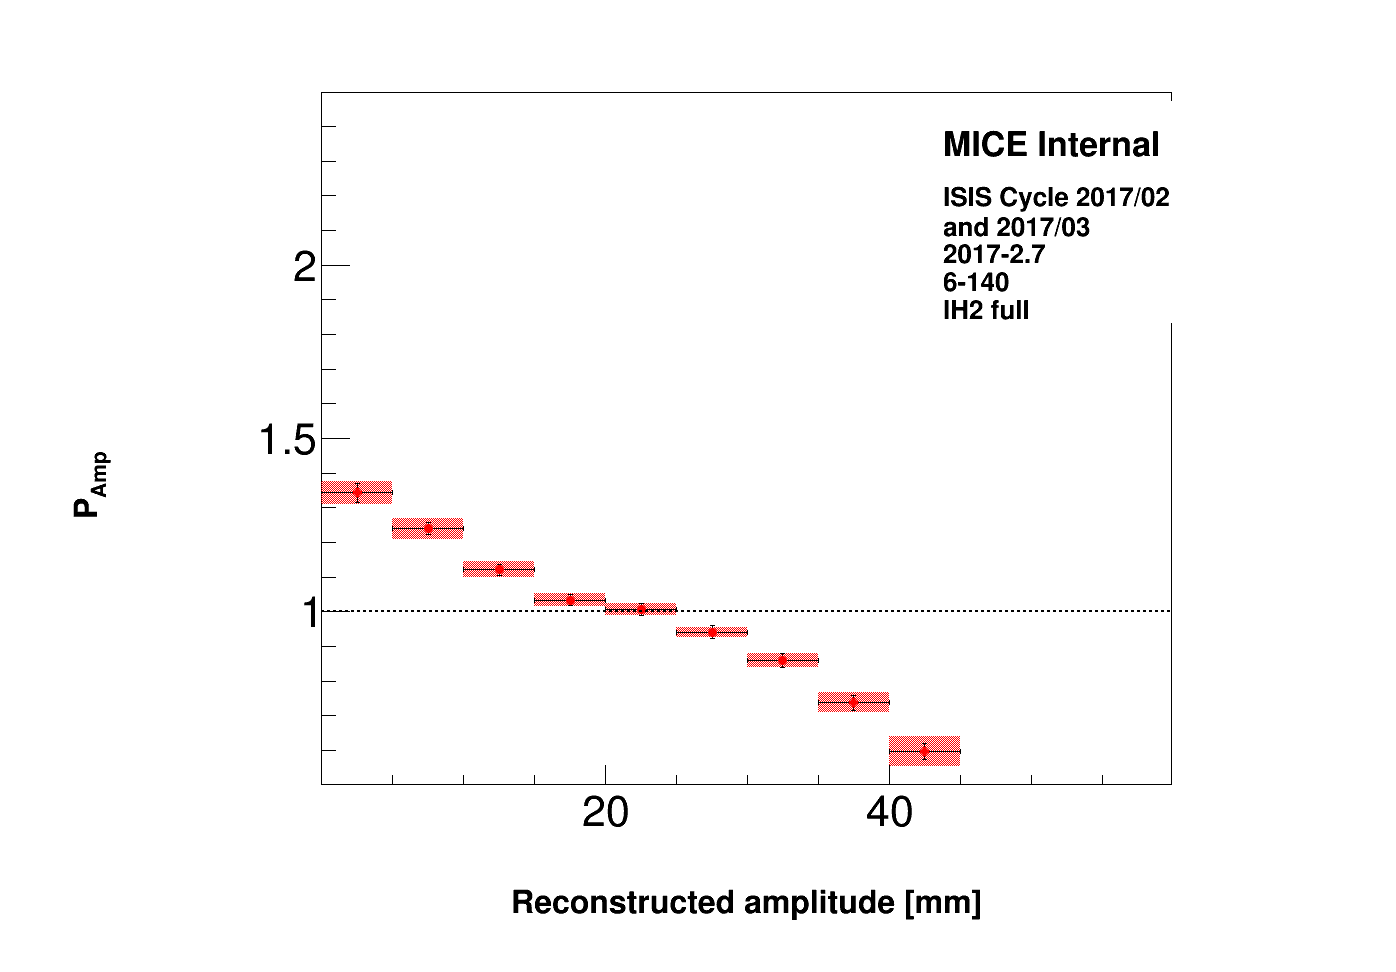 MICE Internal
ISIS Cycle 2017/02
and 2017/03
2017-2.7
6-140
IH2 full
2
1.5
1
P_Amp
20 40
Reconstructed amplitude [mm]